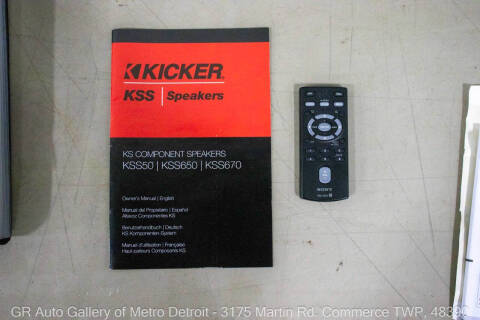 KICKER
KSS | Speakers
KS COMPONENT SPEAKERS
KSS50 | KSS650 | KSS670
Owner's Manual | English
Manual del Propietario | Español
Altavoz Componentes KS
Benutzerhandbuch | Deutsch
KS Komponenten-System
Manuel d'utilisation | Française
Haut-parleurs Composants KS
SONY
GR Auto Gallery of Metro Detroit - 3175 Martin Rd. Commerce TWP, 48390